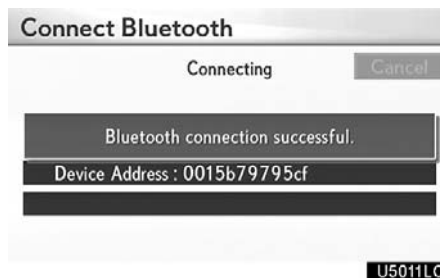 Connect Bluetooth
Connecting
Cancel
Bluetooth connection successful.
Device Address : 0015b79795cf
U5011LC